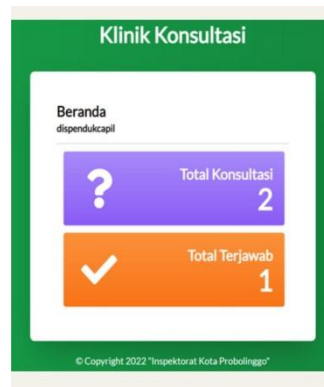 Klinik Konsultasi
Beranda
dispendukcapil
Total Konsultasi
2
Total Terjawab
1
© Copyright 2022 "Inspektorat Kota Probolinggo"